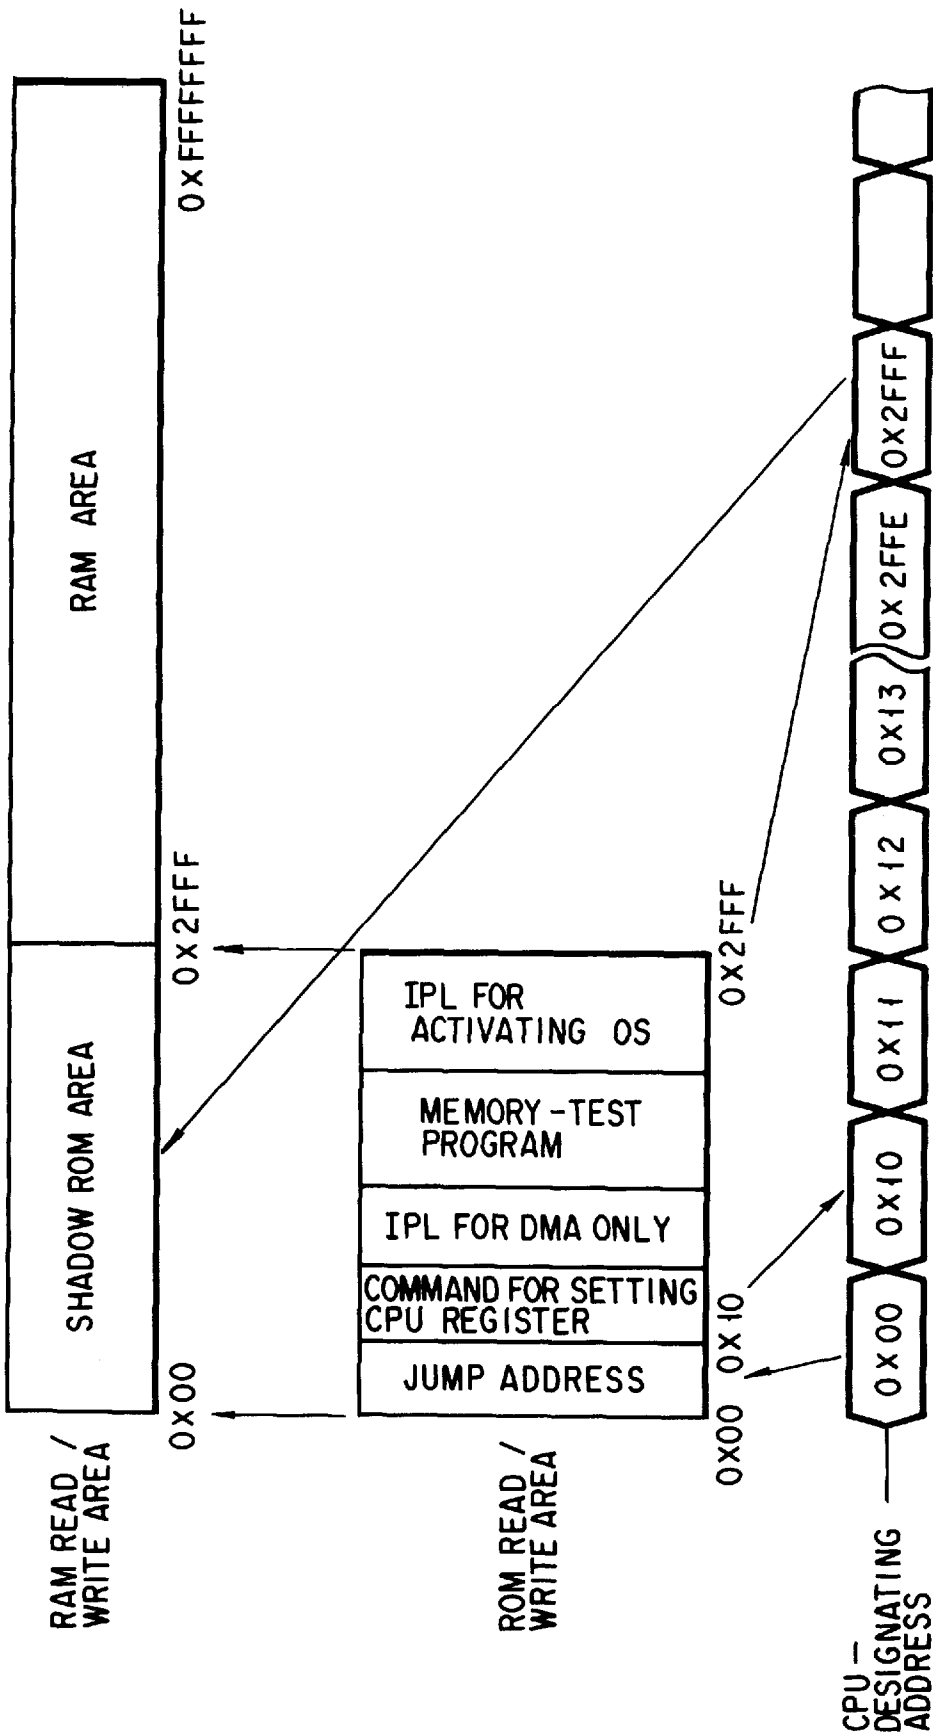 RAM READ /
WRITE AREA
SHADOW ROM AREA
RAM AREA
0X00
0X2FFF
0XFFFFFFF
ROM READ /
WRITE AREA
JUMP ADDRESS
COMMAND FOR SETTING
CPU REGISTER
IPL FOR DMA ONLY
MEMORY-TEST
PROGRAM
IPL FOR
ACTIVATING OS
0X00
0X10
0X2FFF
CPU-
DESIGNATING
ADDRESS
0X00
0X10
0X11
0X12
0X13
0X2FFE
0X2FFF